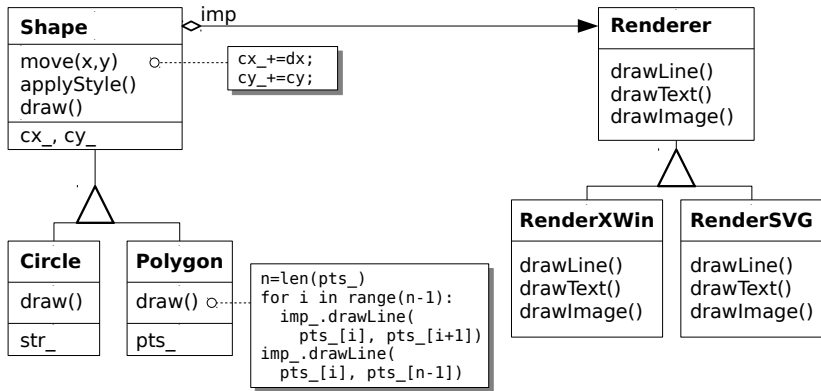 imp
Shape
move(x,y)
applyStyle()
draw()
cx_, cy_
cx_+=dx;
cy_+=cy;
Renderer
drawLine()
drawText()
drawImage()
Circle
draw()
str_
Polygon
draw()
pts_
n=len(pts_)
for i in range(n-1):
  imp_.drawLine(
    pts_[i], pts_[i+1])
imp_.drawLine(
  pts_[i], pts_[n-1])
RenderXWin
drawLine()
drawText()
drawImage()
RenderSVG
drawLine()
drawText()
drawImage()